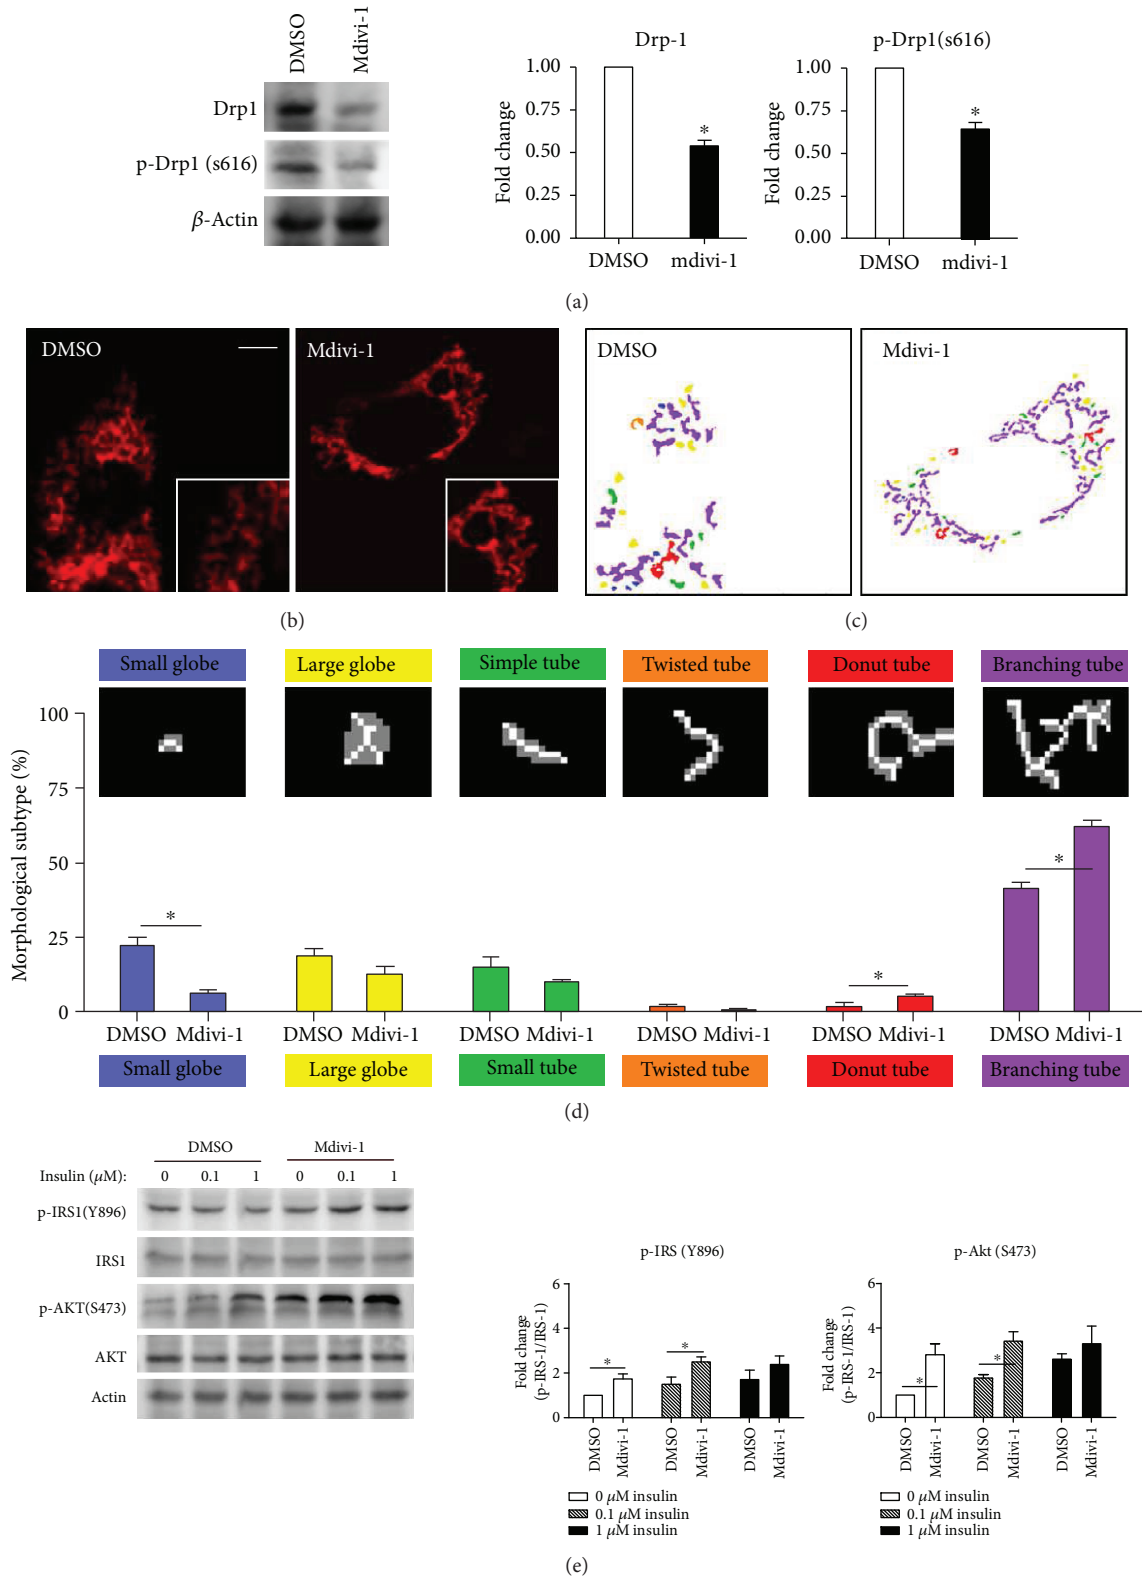 DMSO
Mdivi-1
Drp1
p-Drp1 (s616)
β-Actin
Drp-1
Fold change
1.00
0.75
0.50
0.25
0.00
*
DMSO
mdivi-1
p-Drp1(s616)
Fold change
1.00
0.75
0.50
0.25
0.00
*
DMSO
mdivi-1
(a)
DMSO
Mdivi-1
(b)
DMSO
Mdivi-1
(c)
Small globe
Large globe
Simple tube
Twisted tube
Donut tube
Branching tube
Morphological subtype (%)
100
75
50
25
0
*
*
*
DMSO Mdivi-1
DMSO Mdivi-1
DMSO Mdivi-1
DMSO Mdivi-1
DMSO Mdivi-1
DMSO Mdivi-1
Small globe
Large globe
Small tube
Twisted tube
Donut tube
Branching tube
(d)
DMSO
Mdivi-1
Insulin (μM): 0 0.1 1 0 0.1 1
p-IRS1(Y896)
IRS1
p-AKT(S473)
AKT
Actin
p-IRS (Y896)
Fold change
(p-IRS-1/IRS-1)
6
4
2
0
*
*
DMSO
Mdivi-1
DMSO
Mdivi-1
DMSO
Mdivi-1
0 μM insulin
0.1 μM insulin
1 μM insulin
p-Akt (S473)
Fold change
(p-IRS-1/IRS-1)
6
4
2
0
*
*
DMSO
Mdivi-1
DMSO
Mdivi-1
DMSO
Mdivi-1
0 μM insulin
0.1 μM insulin
1 μM insulin
(e)